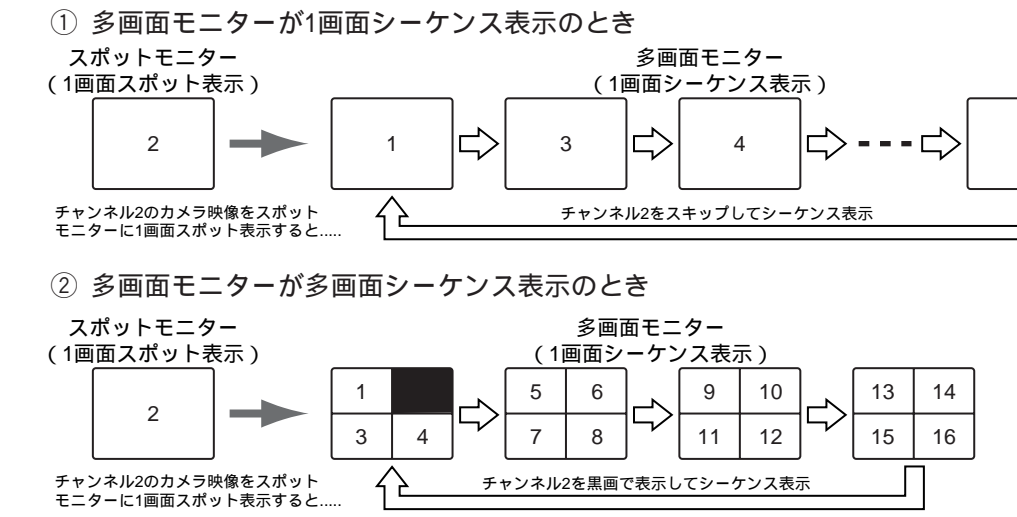 ① 多画面モニターが1画面シーケンス表示のとき
スポットモニター
(1画面スポット表示)
多画面モニター
(1画面シーケンス表示)
2
1
3
4
チャンネル2のカメラ映像をスポット
モニターに1画面スポット表示すると.....
チャンネル2をスキップしてシーケンス表示
② 多画面モニターが多画面シーケンス表示のとき
スポットモニター
(1画面スポット表示)
多画面モニター
(1画面シーケンス表示)
2
1
3 4
5 6
7 8
9 10
11 12
13 14
15 16
チャンネル2のカメラ映像をスポット
モニターに1画面スポット表示すると.....
チャンネル2を黒画で表示してシーケンス表示